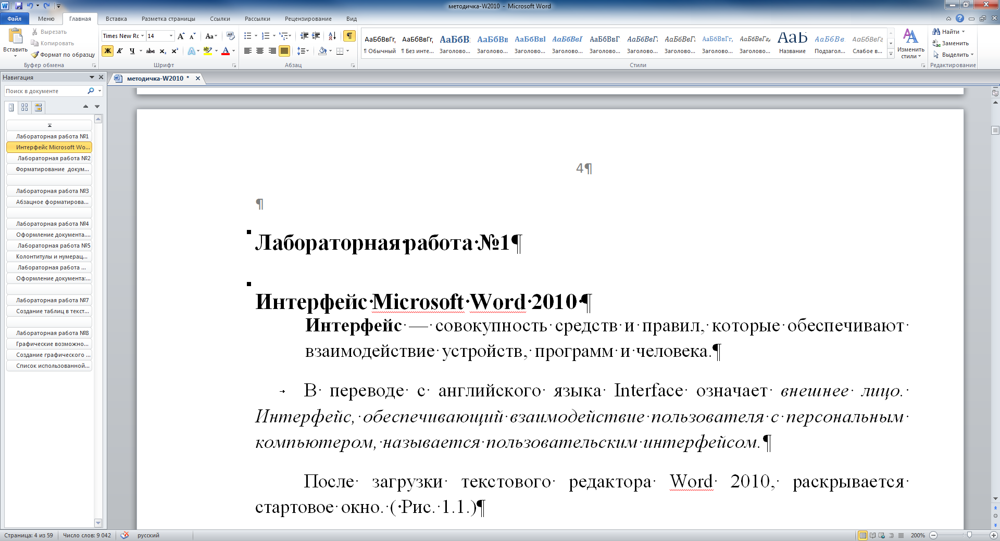 методичка-W2010 - Microsoft Word
Файл Меню Главная Вставка Разметка страницы Ссылки Рассылки Рецензирование Вид
Вставить
Вырезать
Копировать
Формат по образцу
Буфер обмена
Times New Rc 14
Ж К Ч abc x₂ x²
Шрифт
Абзац
АаБбВвГг, АаБбВвГг, АаБбВ АаБбВв АаБбВвI АаБбВвI АаБбВвГ АаБбВвГ. АаБбВвГ. АаБбВвГг, АаБбВвГг, АаБ АаБбВв. АаБбВвГг
¶ Обычный ¶ Без инте... Заголово... Заголово... Заголово... Заголово... Заголово... Заголово... Заголово... Заголово... Заголово... Название Подзагол... Слабое в...
Стили
Изменить
стили
Найти
Заменить
Выделить
Редактирование
Навигация
Поиск в документе
Лабораторная работа №1
Интерфейс Microsoft Wo...
Лабораторная работа №2
Форматирование докум...
Лабораторная работа №3
Абзацное форматирова...
Лабораторная работа №4
Оформление документа....
Лабораторная работа №5
Колонтитулы и нумерац...
Лабораторная работа ...
Оформление документа:...
Лабораторная работа №7
Создание таблиц в текст...
Лабораторная работа №8
Графические возможно...
Создание графического ...
Список использованной...
методичка-W2010 *
4¶
¶
Лабораторная·работа·№1¶
Интерфейс·Microsoft·Word·2010·¶
Интерфейс·—·совокупность·средств·и·правил,·которые·обеспечивают·
взаимодействие·устройств,·программ·и·человека.¶
В· переводе· с· английского· языка· Interface· означает· внешнее· лицо.·
Интерфейс,·обеспечивающий·взаимодействие·пользователя·с·персональным·
компьютером,·называется·пользовательским·интерфейсом.¶
После· загрузки· текстового· редактора· Word· 2010,· раскрывается·
стартовое·окно.·(·Рис.·1.1.)¶
Страница: 4 из 59 Число слов: 9 042 русский 200%